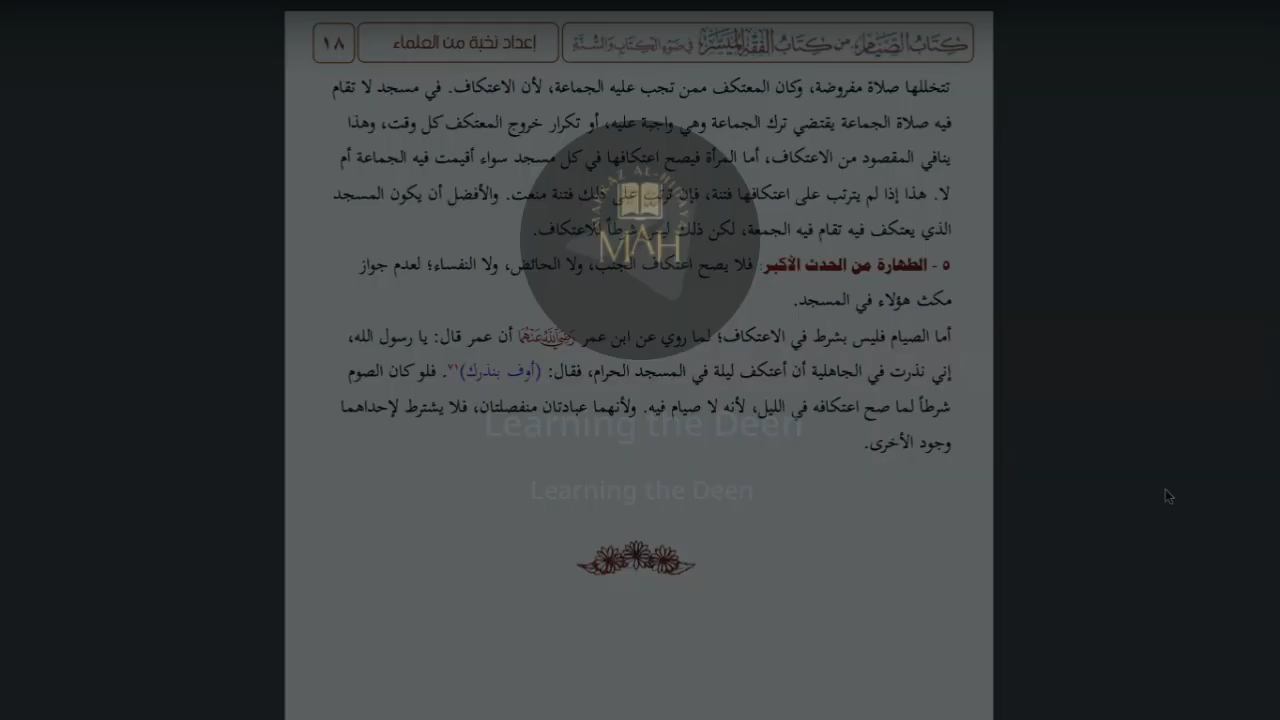 كتاب الصيام من كتاب الفقه الميسر في ضوء الكتاب والسنة
إعداد نخبة من العلماء
١٨
تتخللها صلاة مفروضة، وكان المعتكف ممن تجب عليه الجماعة، لأن الاعتكاف. في مسجد لا تقام
فيه صلاة الجماعة يقتضي ترك الجماعة وهي واجبة عليه، أو تكرار خروج المعتكف كل وقت، وهذا
ينافي المقصود من الاعتكاف، أما المرأة فيصح اعتكافها في كل مسجد سواء أقيمت فيه الجماعة أم
لا. هذا إذا لم يترتب على اعتكافها فتنة، فإن ترتب على ذلك فتنة منعت. والأفضل أن يكون المسجد
الذي يعتكف فيه تقام فيه الجمعة، لكن ذلك ليس شرطاً للاعتكاف.
٥ - الطهارة من الحدث الأكبر: فلا يصح اعتكاف الجنب، ولا الحائض، ولا النفساء؛ لعدم جواز
مكث هؤلاء في المسجد.
أما الصيام فليس بشرط في الاعتكاف؛ لما روي عن ابن عمر رضي الله عنهما أن عمر قال: يا رسول الله،
إني نذرت في الجاهلية أن أعتكف ليلة في المسجد الحرام، فقال: (أوف بنذرك)٧١. فلو كان الصوم
شرطاً لما صح اعتكافه في الليل، لأنه لا صيام فيه. ولأنهما عبادتان منفصلتان، فلا يشترط لإحداهما
وجود الأخرى.
MARKAZ AL-HIDAYA
MAH
Learning the Deen
Learning the Deen